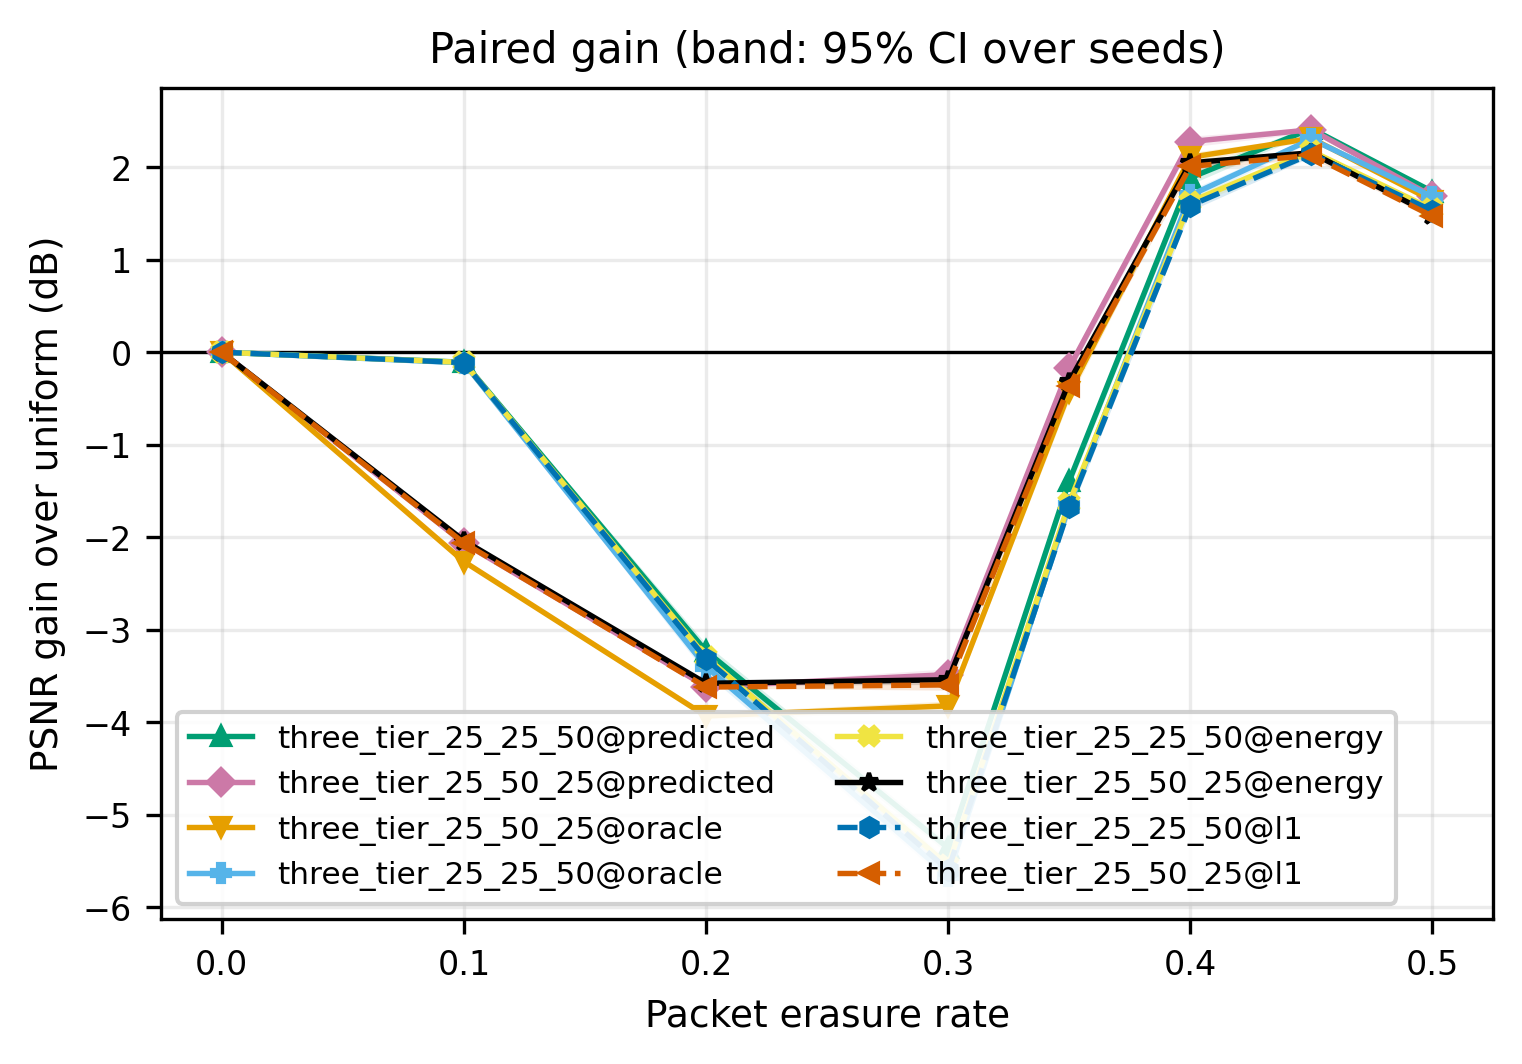 Paired gain (band: 95% CI over seeds)
PSNR gain over uniform (dB)
2
1
0
−1
−2
−3
−4
−5
−6
three_tier_25_25_50@predicted
three_tier_25_50_25@predicted
three_tier_25_50_25@oracle
three_tier_25_25_50@oracle
three_tier_25_25_50@energy
three_tier_25_50_25@energy
three_tier_25_25_50@l1
three_tier_25_50_25@l1
0.0 0.1 0.2 0.3 0.4 0.5
Packet erasure rate